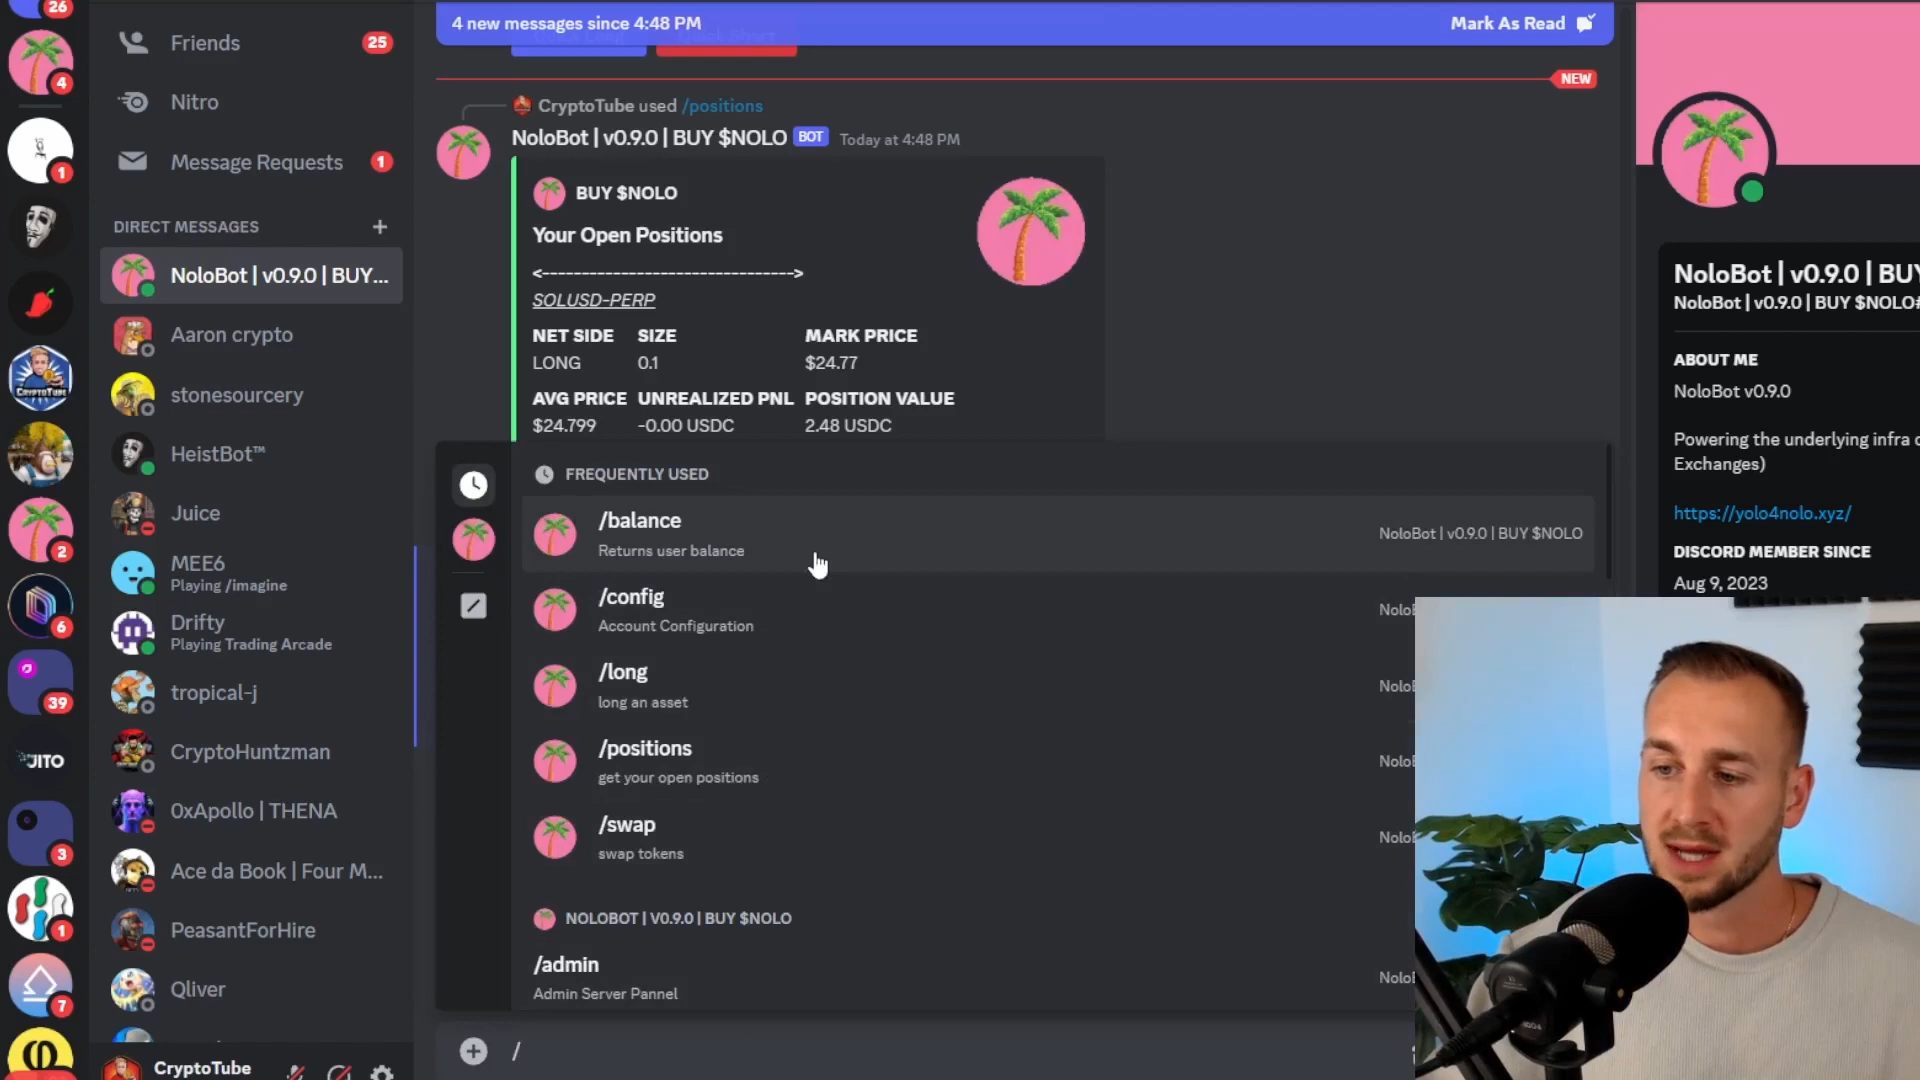 26
4
1
CRYPTOTUBE
2
6
39
JITO
3
1
7
Friends
25
Nitro
Message Requests
1
DIRECT MESSAGES
NoloBot | v0.9.0 | BUY...
Aaron crypto
stonesourcery
HeistBot™
Juice
MEE6
Playing /imagine
Drifty
Playing Trading Arcade
tropical-j
CryptoHuntzman
0xApollo | THENA
Ace da Book | Four M...
PeasantForHire
Qliver
CryptoTube
4 new messages since 4:48 PM
Mark As Read
NEW
CryptoTube used /positions
NoloBot | v0.9.0 | BUY $NOLO BOT Today at 4:48 PM
BUY $NOLO
Your Open Positions
<-------------------------------->
SOLUSD-PERP
NET SIDE SIZE MARK PRICE
LONG 0.1 $24.77
AVG PRICE UNREALIZED PNL POSITION VALUE
$24.799 -0.00 USDC 2.48 USDC
FREQUENTLY USED
/balance
Returns user balance
NoloBot | v0.9.0 | BUY $NOLO
/config
Account Configuration
/long
long an asset
/positions
get your open positions
/swap
swap tokens
NOLOBOT | V0.9.0 | BUY $NOLO
/admin
Admin Server Pannel
/
NoloBot | v0.9.0 | BUY
NoloBot | v0.9.0 | BUY $NOLO
ABOUT ME
NoloBot v0.9.0
Powering the underlying infra
Exchanges)
https://yolo4nolo.xyz/
DISCORD MEMBER SINCE
Aug 9, 2023